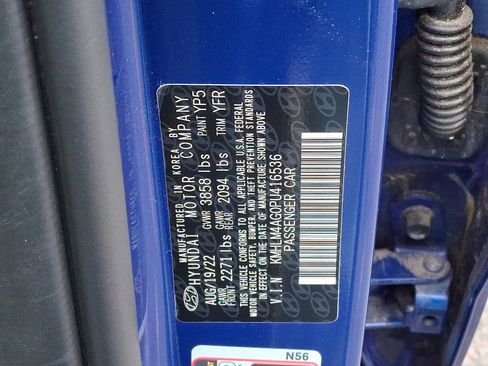 MANUFACTURED IN KOREA BY
HYUNDAI MOTOR COMPANY
AUG/19/22 PAINT YP5
GVWR 3858 lbs TRIM YFR
GAWR FRONT 2271 lbs GAWR REAR 2094 lbs
THIS VEHICLE CONFORMS TO ALL APPLICABLE U.S.A. FEDERAL
MOTOR VEHICLE SAFETY, BUMPER, AND THEFT PREVENTION STANDARDS
IN EFFECT ON THE DATE OF MANUFACTURE SHOWN ABOVE
V I N : KMHLM4AG0PU416536
PASSENGER CAR
N56